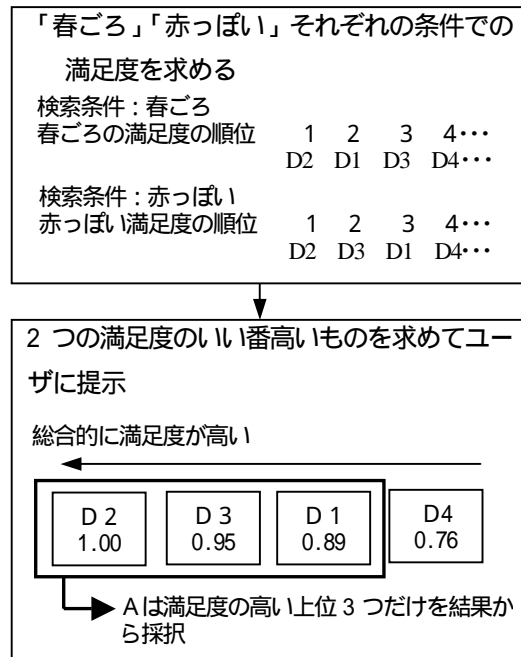 「春ごろ」「赤っぽい」それぞれの条件での
満足度を求める
検索条件：春ごろ
春ごろの満足度の順位 1 2 3 4・・・
D2 D1 D3 D4・・・
検索条件：赤っぽい
赤っぽい満足度の順位 1 2 3 4・・・
D2 D3 D1 D4・・・
2 つの満足度のいい番高いものを求めてユー
ザに提示
総合的に満足度が高い
D 2 D 3 D 1 D4
1.00 0.95 0.89 0.76
A は満足度の高い上位 3 つだけを結果か
ら採択